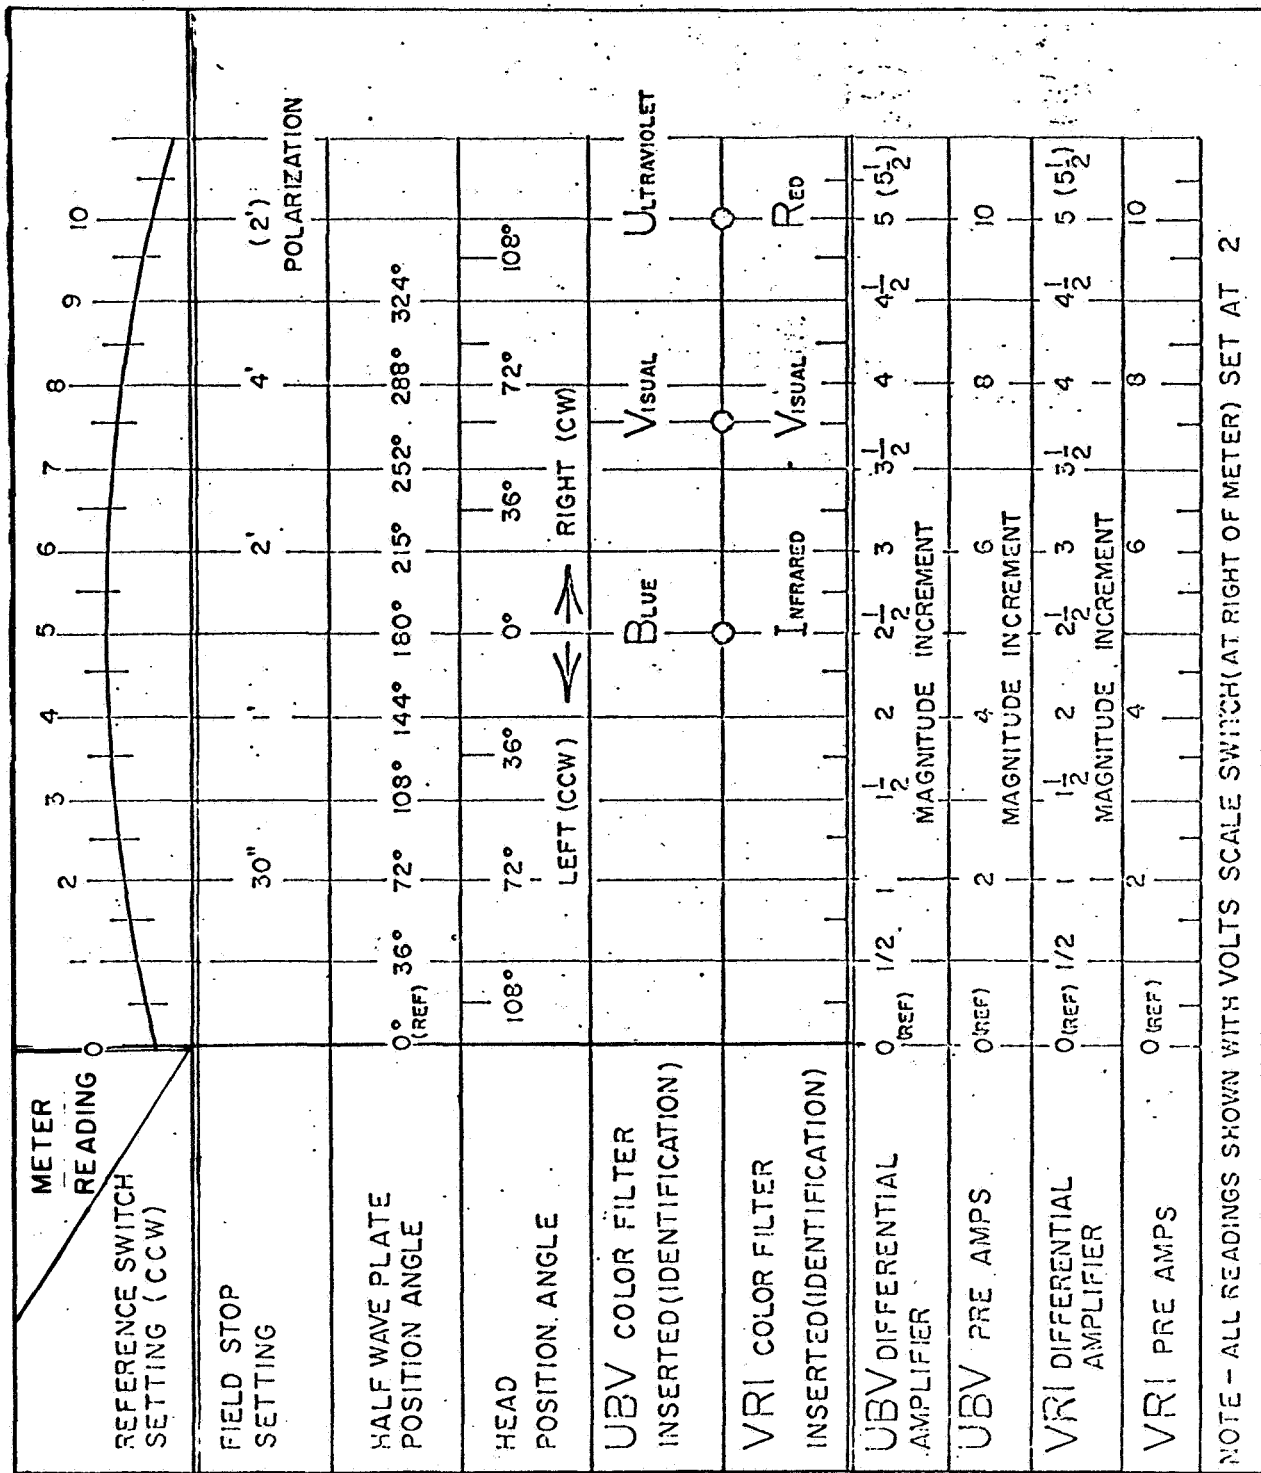 METER
READING
0 1 2 3 4 5 6 7 8 9 10
REFERENCE SWITCH
SETTING (CCW)
FIELD STOP
SETTING
30" 1' 2' 4' (2')
POLARIZATION
HALF WAVE PLATE
POSITION ANGLE
0° 36° 72° 108° 144° 180° 215° 252° 288° 324°
(REF)
HEAD
POSITION ANGLE
108° 72° 36° 0° 36° 72° 108°
LEFT (CCW) RIGHT (CW)
UBV COLOR FILTER
INSERTED (IDENTIFICATION)
BLUE VISUAL ULTRAVIOLET
VRI COLOR FILTER
INSERTED (IDENTIFICATION)
INFRARED VISUAL RED
UBV DIFFERENTIAL
AMPLIFIER
0 1/2 1 1½ 2 2½ 3 3½ 4 4½ 5 (5½)
(REF)
MAGNITUDE INCREMENT
UBV PRE AMPS
0 (REF) 2 4 6 8 10
MAGNITUDE INCREMENT
VRI DIFFERENTIAL
AMPLIFIER
0 (REF) 1/2 1 1½ 2 2½ 3 3½ 4 4½ 5 (5½)
MAGNITUDE INCREMENT
VRI PRE AMPS
0 (REF) 2 4 6 8 10
NOTE - ALL READINGS SHOWN WITH VOLTS SCALE SWITCH (AT RIGHT OF METER) SET AT 2